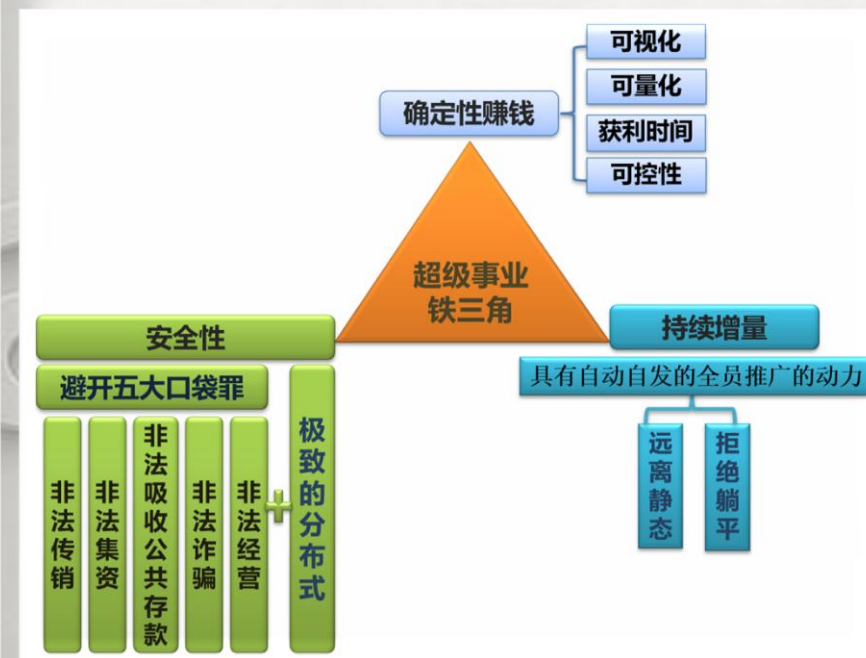 可视化
可量化
获利时间
可控性
确定性赚钱
超级事业
铁三角
安全性
避开五大口袋罪
非法传销
非法集资
非法吸收公共存款
非法诈骗
非法经营
+
极致的分布式
持续增量
具有自动自发的全员推广的动力
远离静态
拒绝躺平